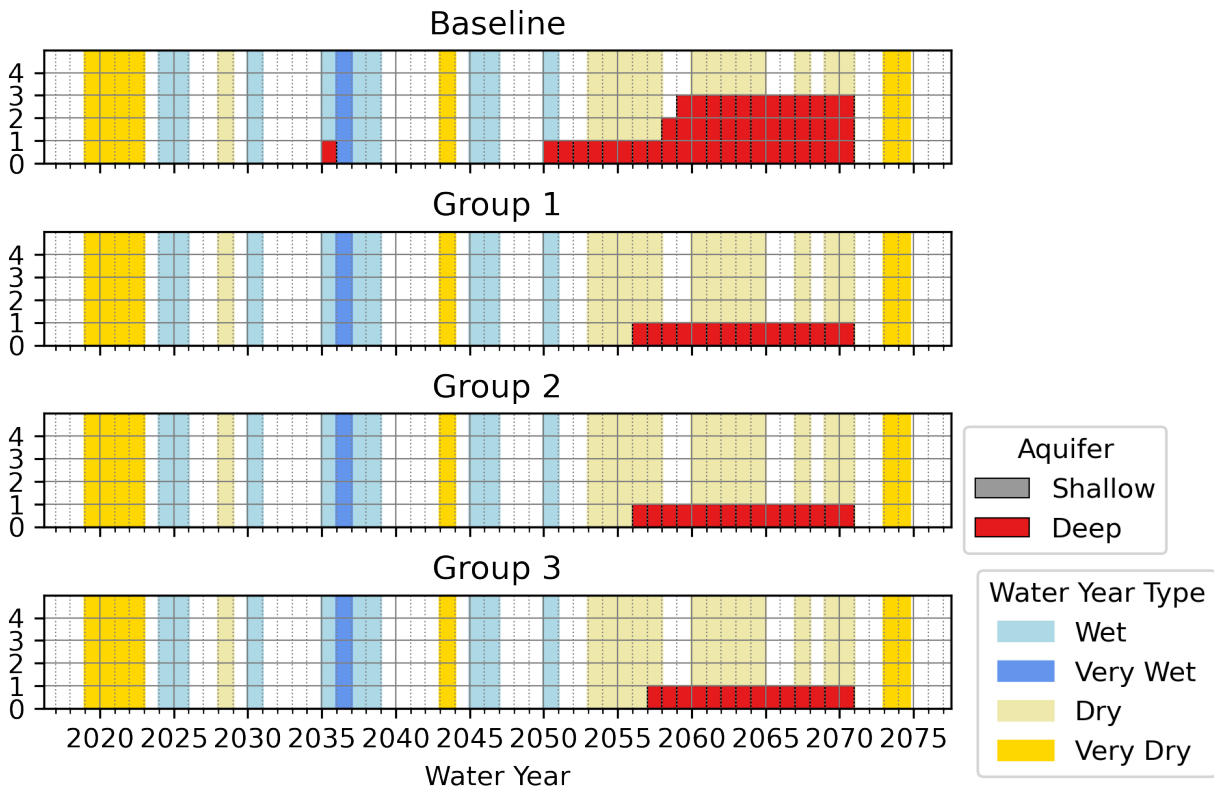 Baseline
4
3
2
1
0
Group 1
4
3
2
1
0
Group 2
4
3
2
1
0
Group 3
4
3
2
1
0
2020 2025 2030 2035 2040 2045 2050 2055 2060 2065 2070 2075
Water Year
Aquifer
Shallow
Deep
Water Year Type
Wet
Very Wet
Dry
Very Dry